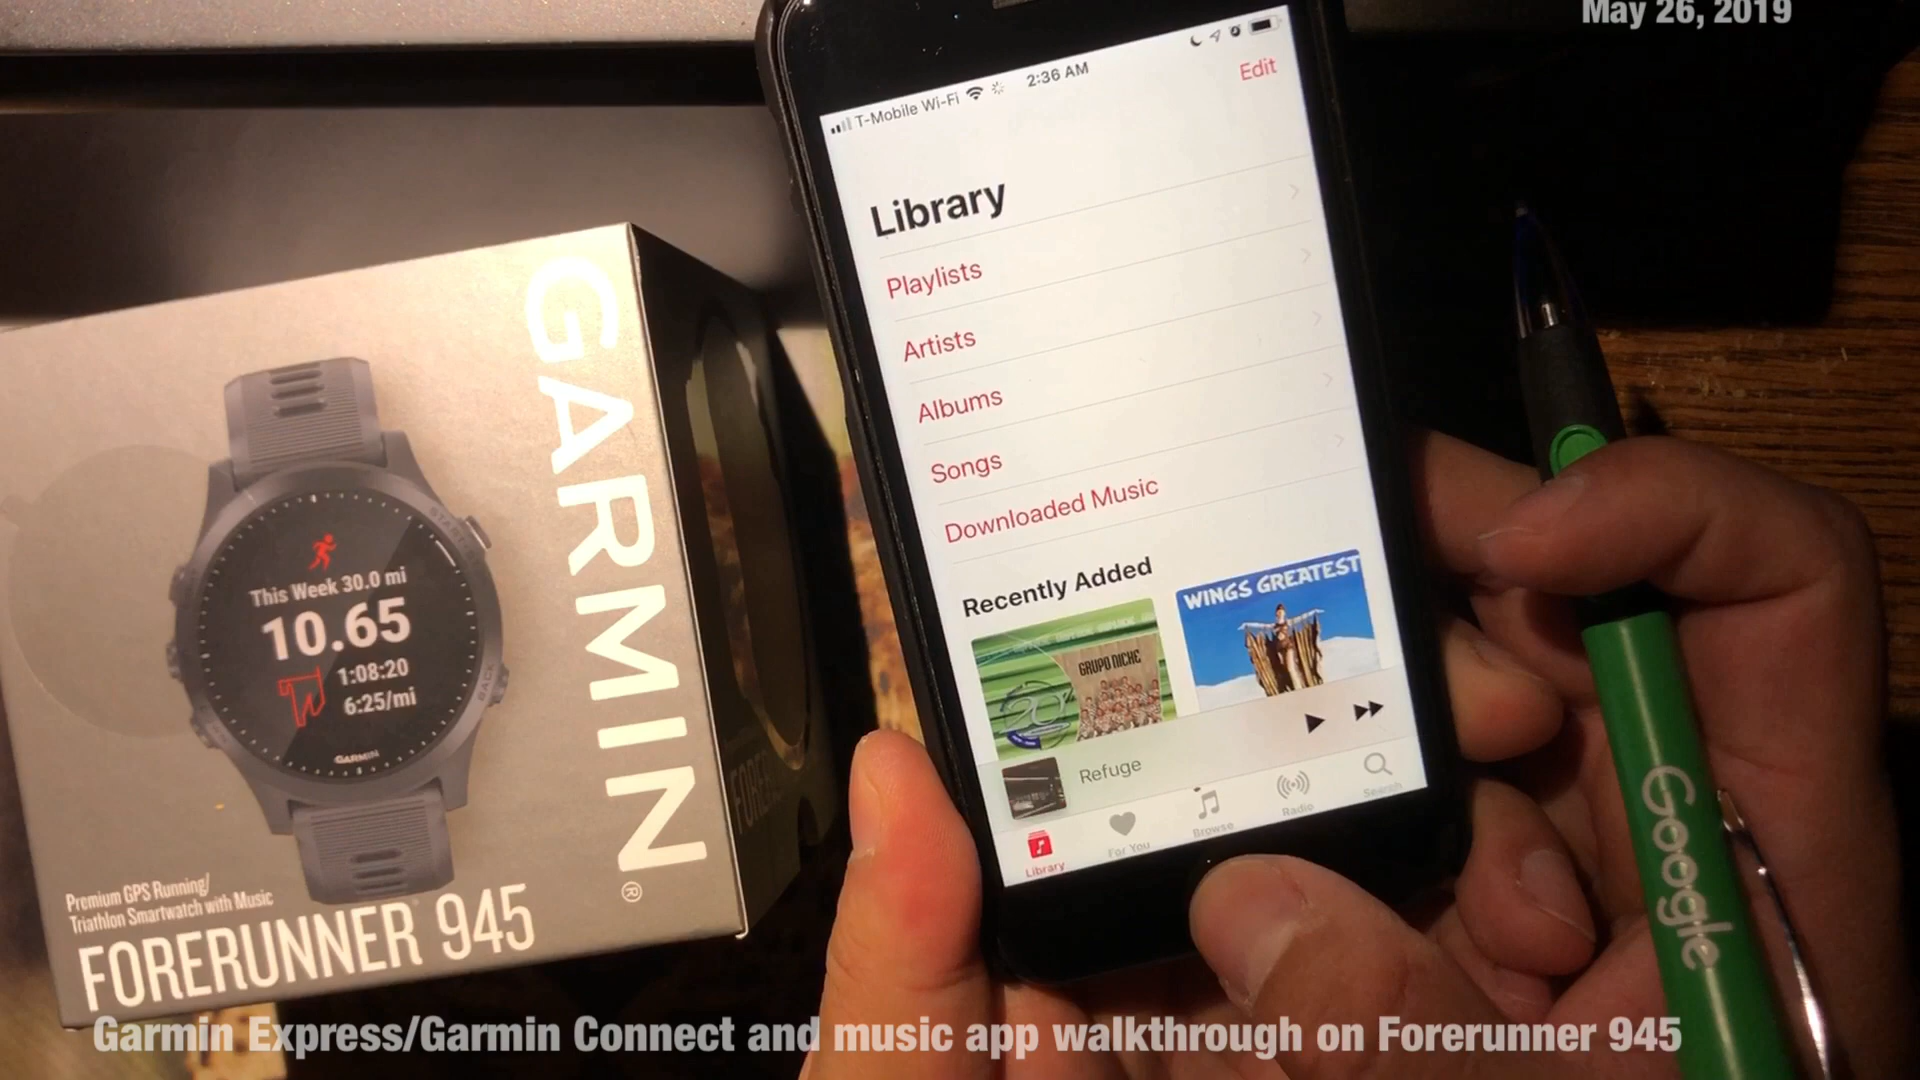 May 26, 2019
T-Mobile Wi-Fi
2:36 AM
Edit
Library
Playlists
Artists
Albums
Songs
Downloaded Music
Recently Added
GRUPO NICHE
WINGS GREATEST
Refuge
Library
For You
Browse
Radio
Search
GARMIN®
START
BACK
This Week 30.0 mi
10.65
1:08:20
6:25/mi
GARMIN
Premium GPS Running/
Triathlon Smartwatch with Music
FORERUNNER 945
Google
Garmin Express/Garmin Connect and music app walkthrough on Forerunner 945